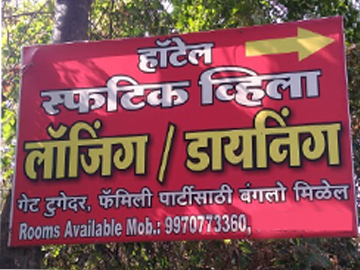 हॉटेल
स्फटिक व्हिला
लॉजिंग / डायनिंग
गेट टुगेदर, फॅमिली पार्टीसाठी बंगलो मिळेल
Rooms Available Mob.: 9970773360,